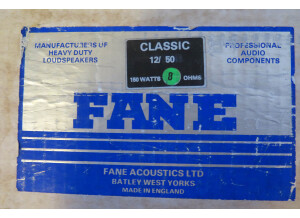 MANUFACTURERS OF
HEAVY DUTY
LOUDSPEAKERS
CLASSIC
12/ 50
150 WATTS 8 OHMS
PROFESSIONAL
AUDIO
COMPONENTS
FANE
FANE ACOUSTICS LTD
BATLEY WEST YORKS
MADE IN ENGLAND